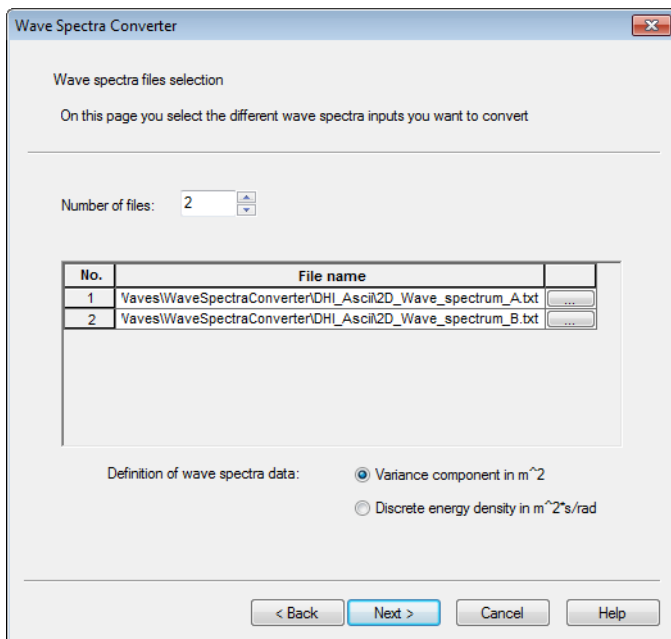 Wave Spectra Converter
Wave spectra files selection
On this page you select the different wave spectra inputs you want to convert
Number of files: 2
No. File name
1 Waves\WaveSpectraConverter\DHI_Ascii\2D_Wave_spectrum_A.txt ...
2 Waves\WaveSpectraConverter\DHI_Ascii\2D_Wave_spectrum_B.txt ...
Definition of wave spectra data: Variance component in m^2
Discrete energy density in m^2*s/rad
< Back Next > Cancel Help